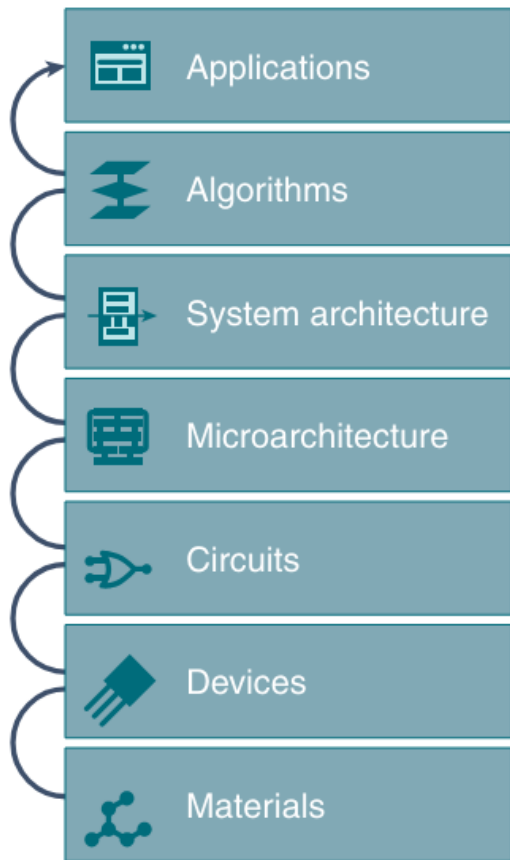 Applications
Algorithms
System architecture
Microarchitecture
Circuits
Devices
Materials